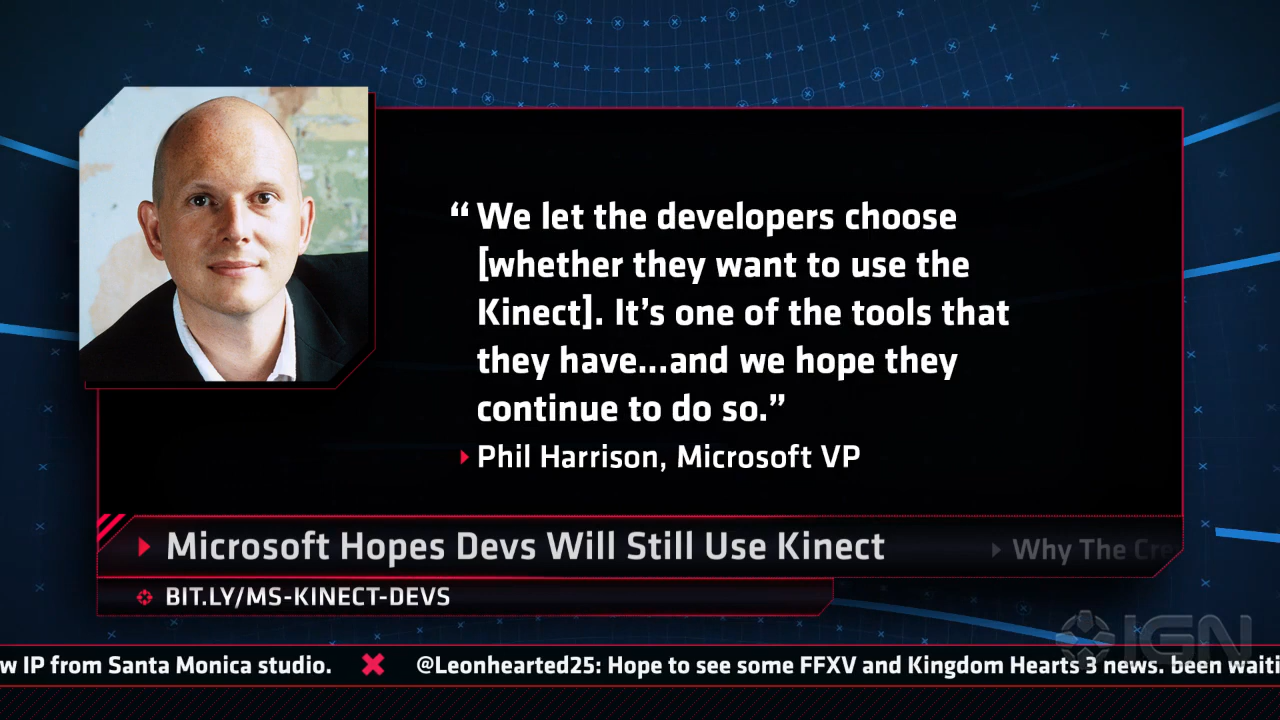 “ We let the developers choose
[whether they want to use the
Kinect]. It’s one of the tools that
they have...and we hope they
continue to do so.”
Phil Harrison, Microsoft VP
Microsoft Hopes Devs Will Still Use Kinect
Why The Cre
BIT.LY/MS-KINECT-DEVS
IGN
w IP from Santa Monica studio. @Leonhearted25: Hope to see some FFXV and Kingdom Hearts 3 news. been waiti